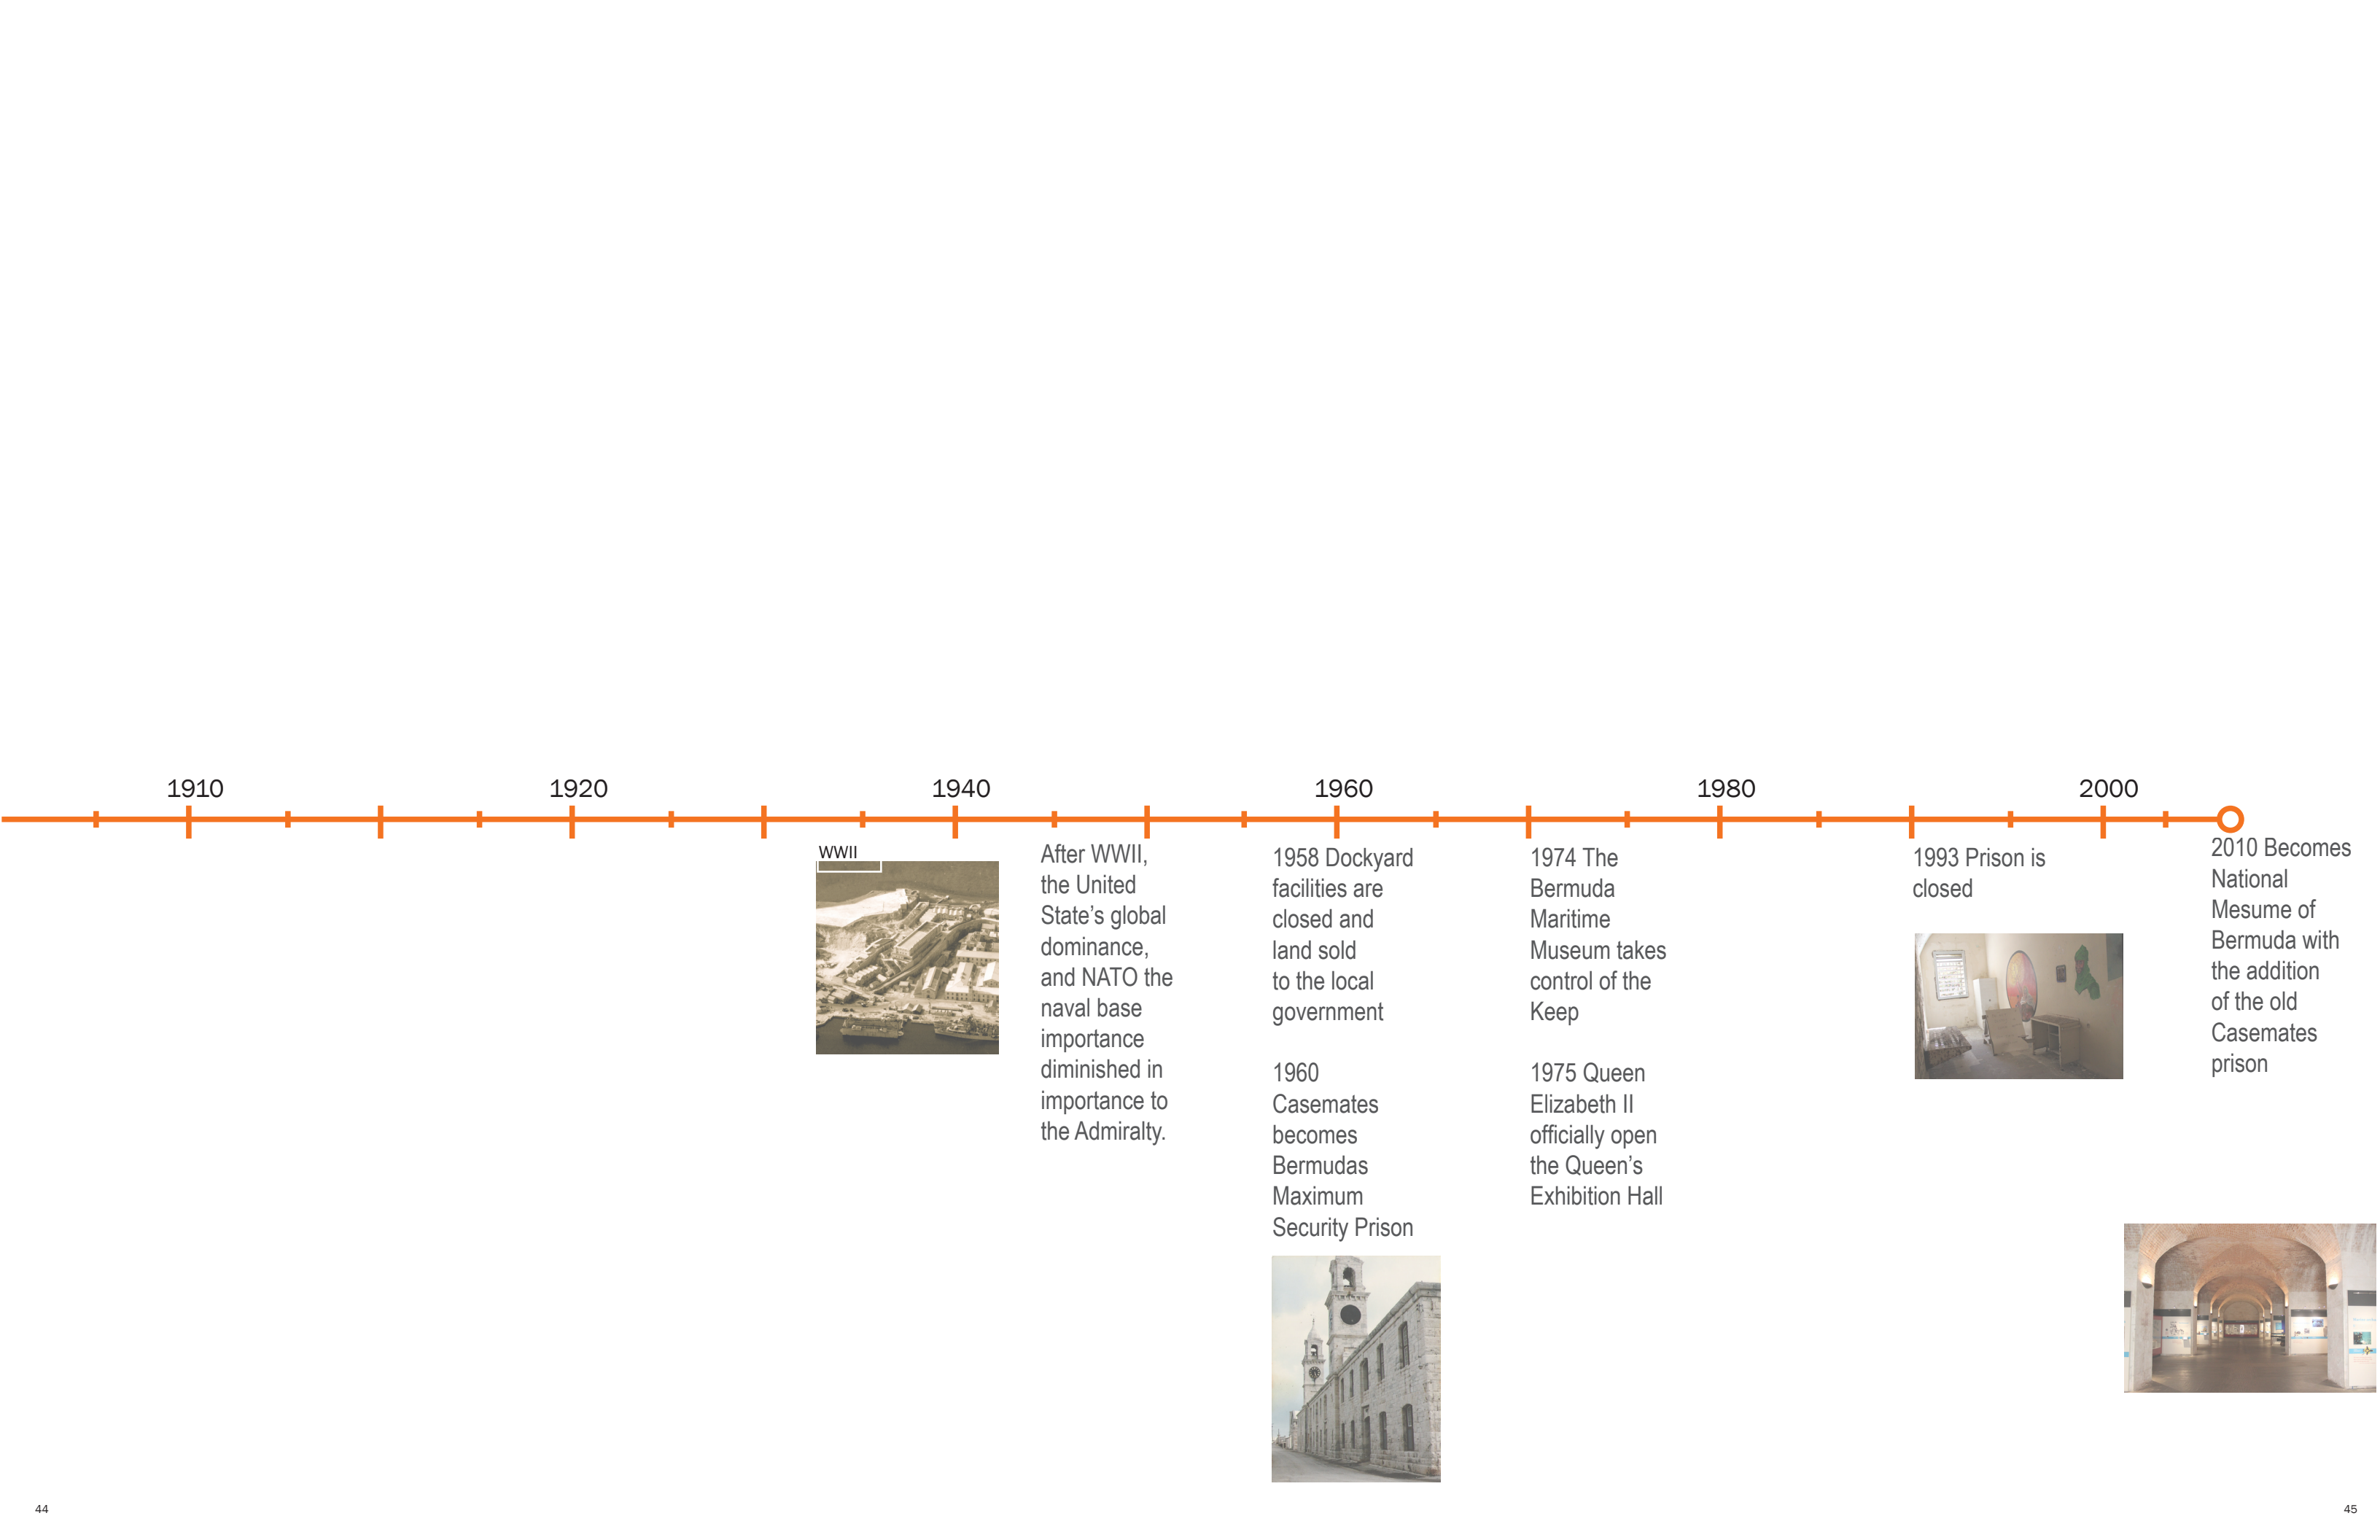 1910
1920
1940
1960
1980
2000
WWII
After WWII,
the United
State’s global
dominance,
and NATO the
naval base
importance
diminished in
importance to
the Admiralty.
1958 Dockyard
facilities are
closed and
land sold
to the local
government
1960
Casemates
becomes
Bermudas
Maximum
Security Prison
1974 The
Bermuda
Maritime
Museum takes
control of the
Keep
1975 Queen
Elizabeth II
officially open
the Queen’s
Exhibition Hall
1993 Prison is
closed
2010 Becomes
National
Mesume of
Bermuda with
the addition
of the old
Casemates
prison
44
45